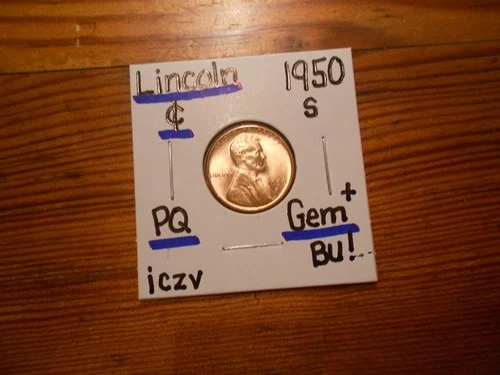 Lincoln 1950
¢ S
PQ Gem+
BU!
iczv